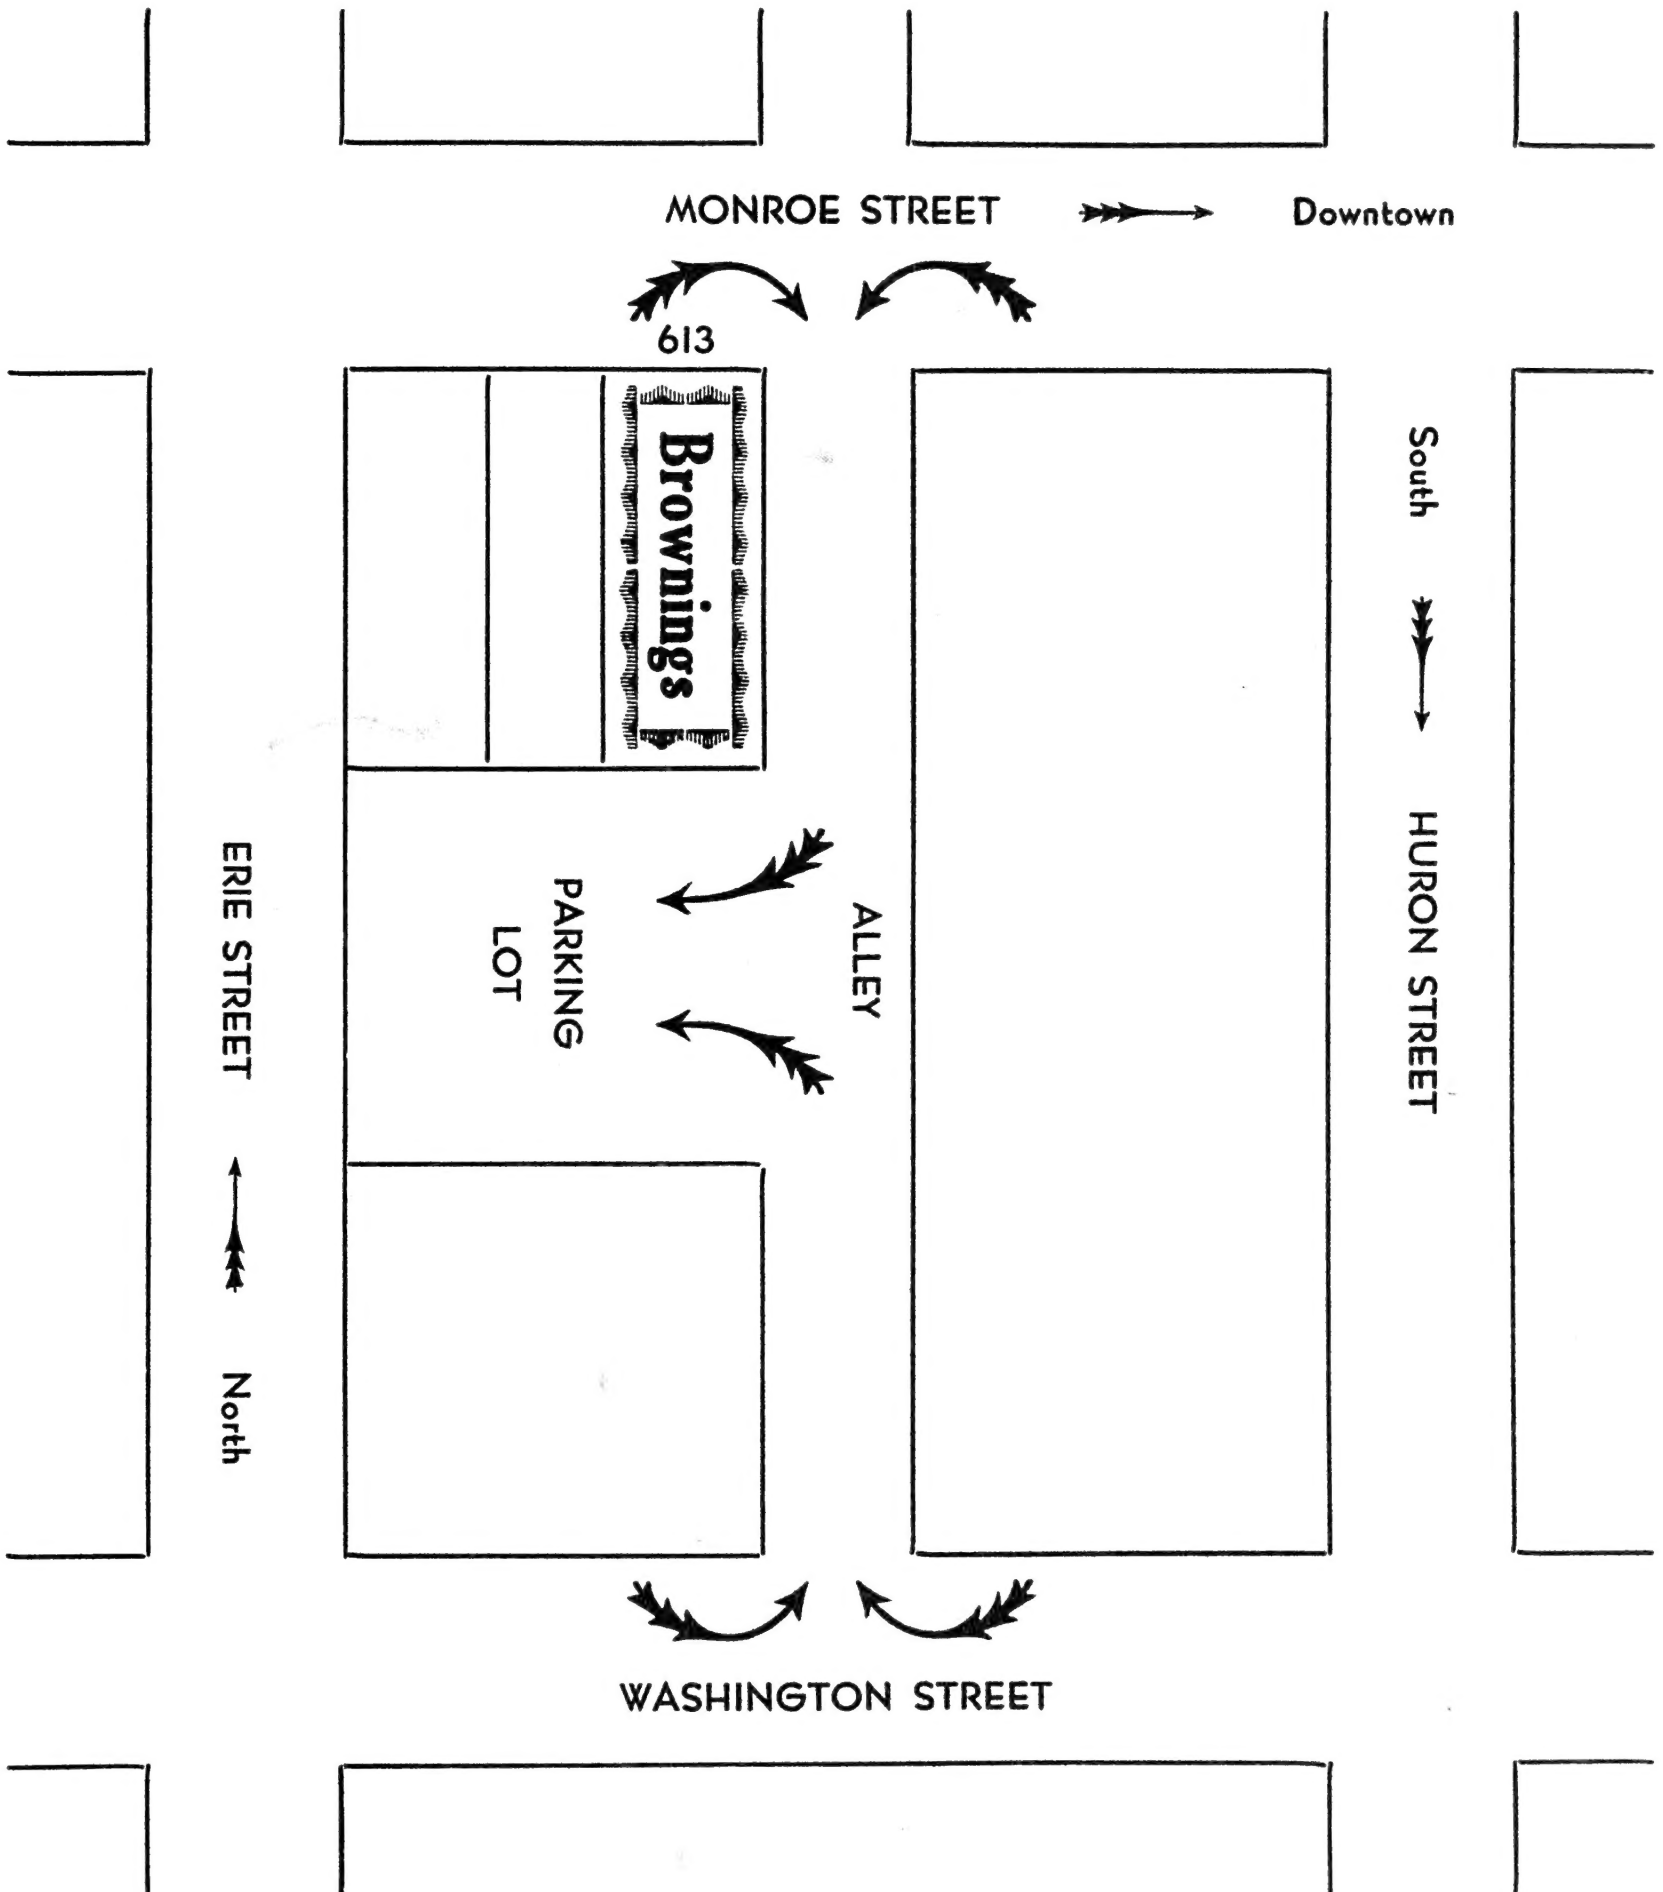 MONROE STREET
Downtown
613
Brownings
South
HURON STREET
ALLEY
PARKING
LOT
ERIE STREET
North
WASHINGTON STREET